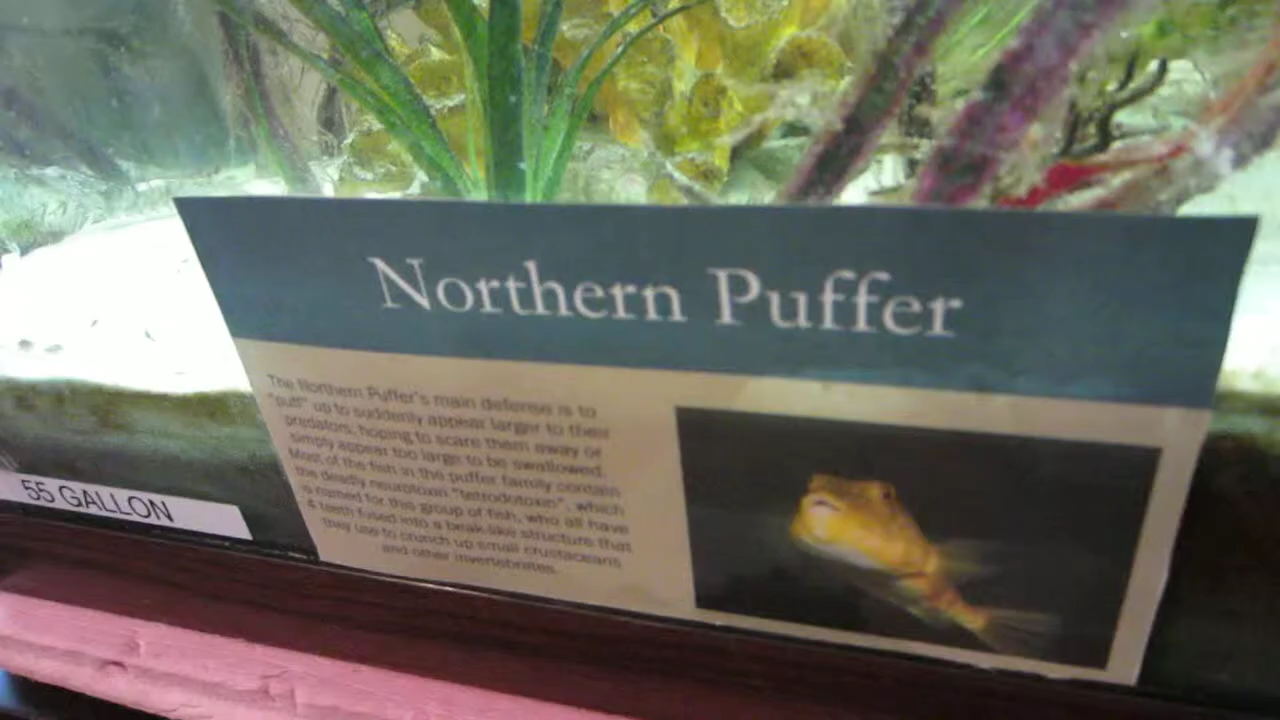 Northern Puffer
The Northern Puffer's main defense is to
"puff" up to suddenly appear larger to their
predators, hoping to scare them away or
simply appear too large to be swallowed.
Most of the fish in the puffer family contain
the deadly neurotoxin "tetrodotoxin", which
is named for this group of fish, who all have
4 teeth fused into a beak-like structure that
they use to crunch up small crustaceans
and other invertebrates.
55 GALLON